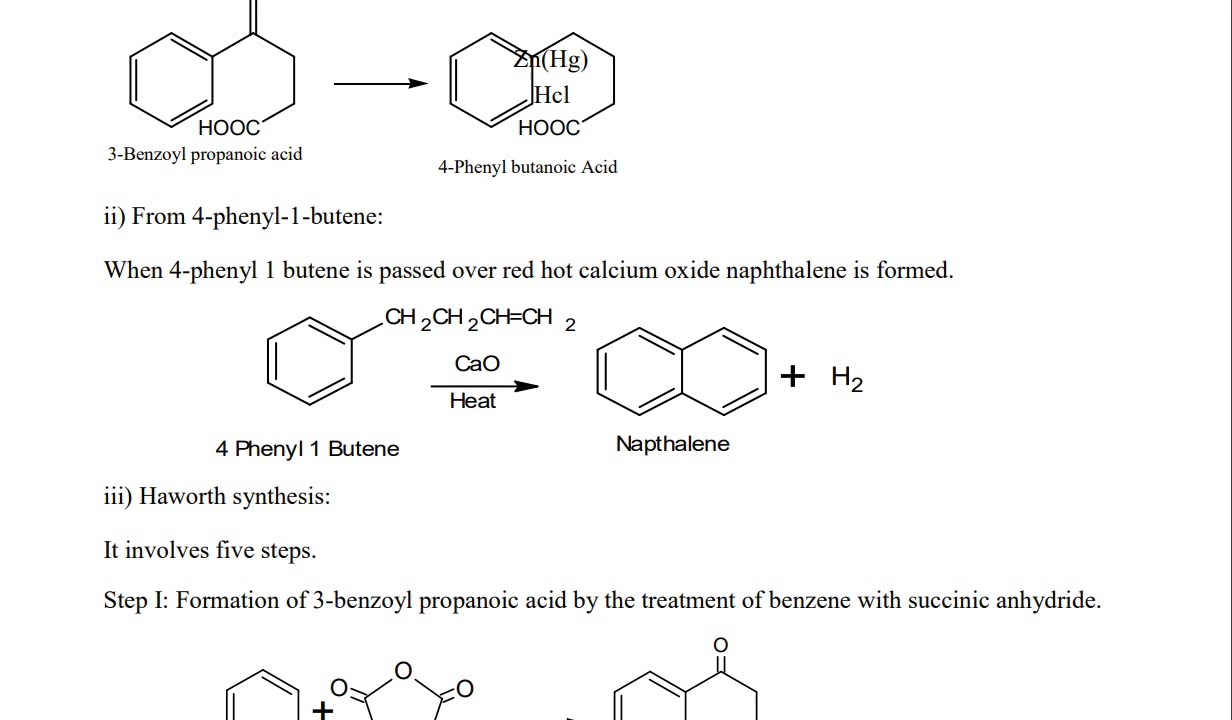 Zn(Hg)
Hcl
HOOC
HOOC
3-Benzoyl propanoic acid
4-Phenyl butanoic Acid
ii) From 4-phenyl-1-butene:
When 4-phenyl 1 butene is passed over red hot calcium oxide naphthalene is formed.
CH 2CH 2CH=CH 2
CaO
Heat
+ H2
4 Phenyl 1 Butene
Napthalene
iii) Haworth synthesis:
It involves five steps.
Step I: Formation of 3-benzoyl propanoic acid by the treatment of benzene with succinic anhydride.
O
O
O
O
+